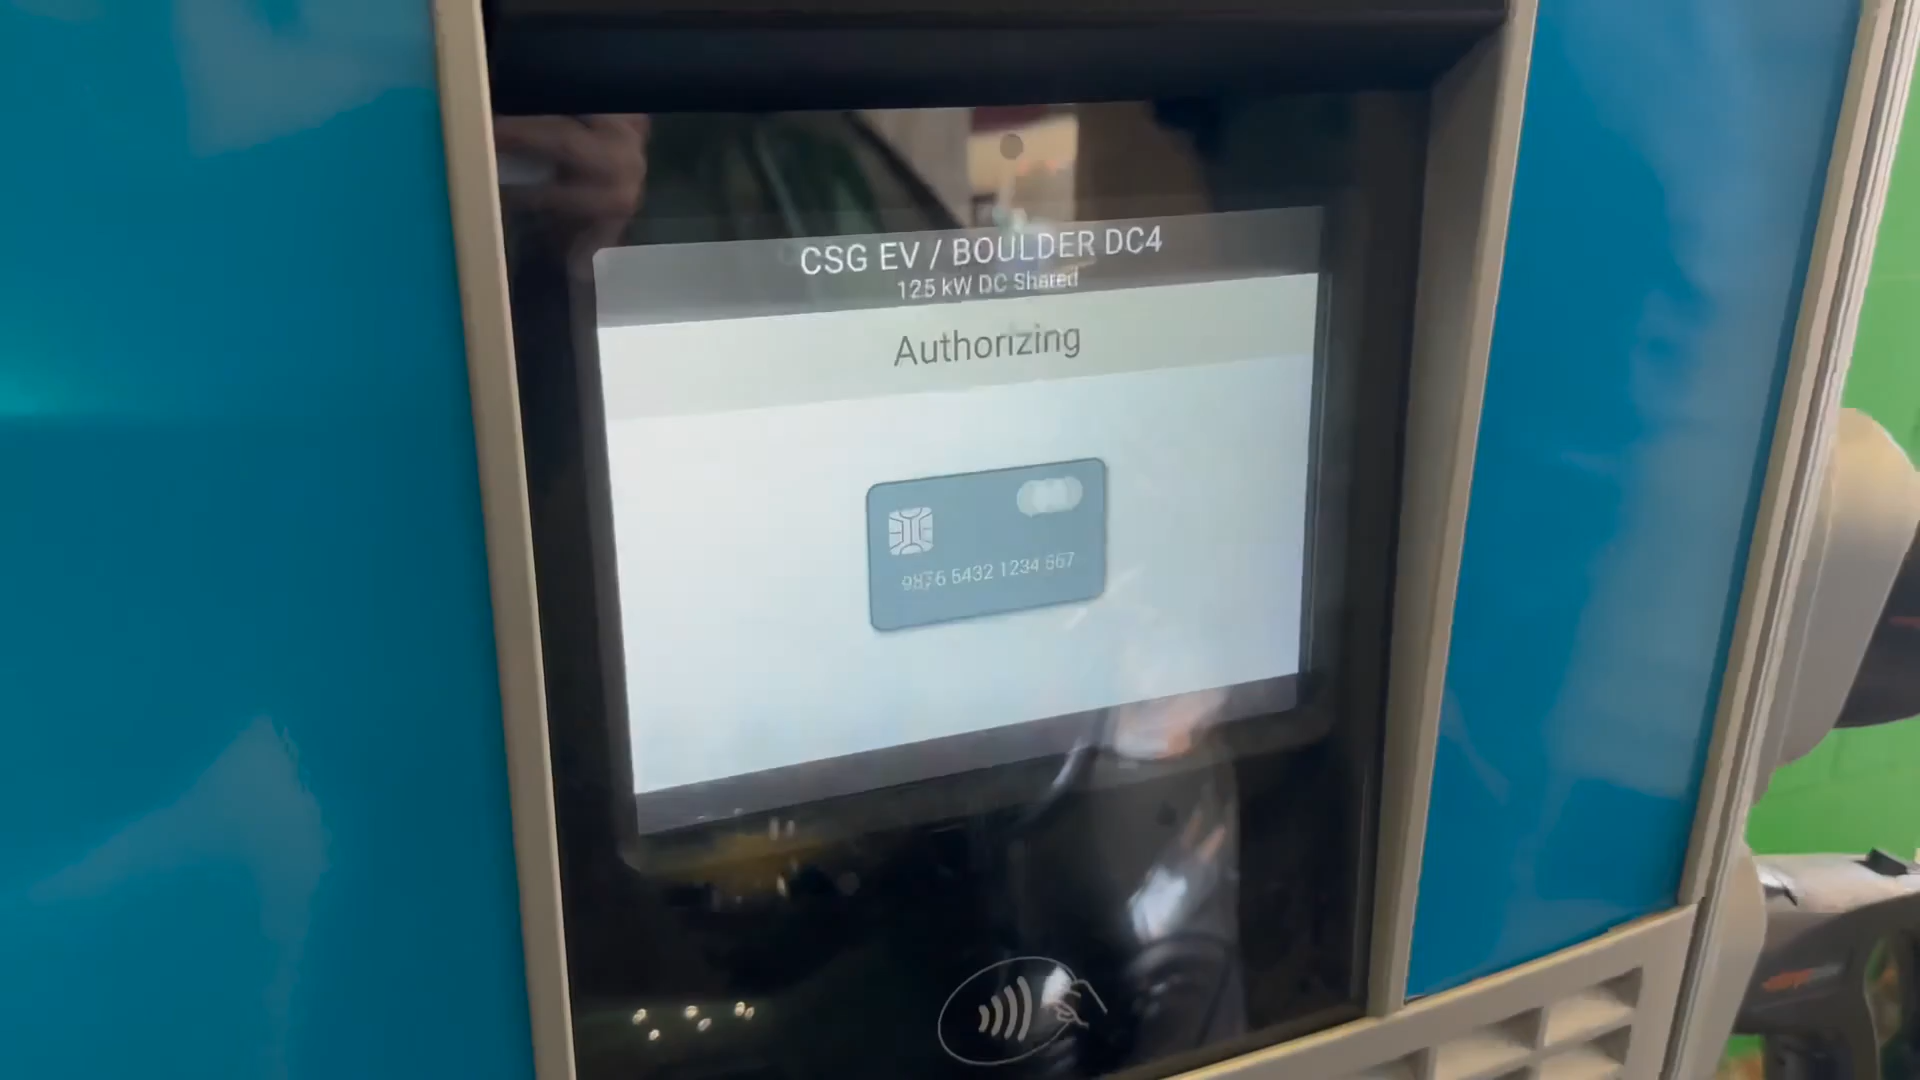 CSG EV / BOULDER DC4
125 kW DC Shared
Authorizing
9876 5432 1234 567